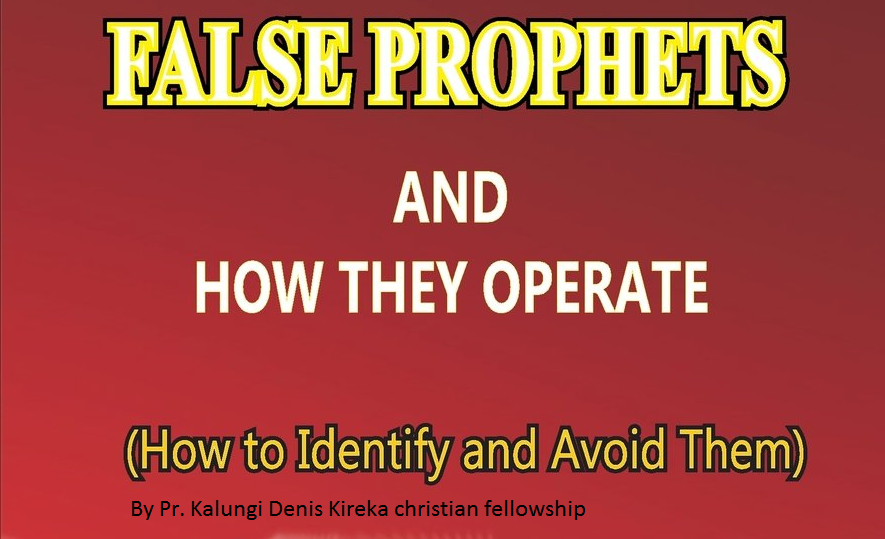 FALSE PROPHETS
AND
HOW THEY OPERATE
(How to Identify and Avoid Them)
By Pr. Kalungi Denis Kireka christian fellowship